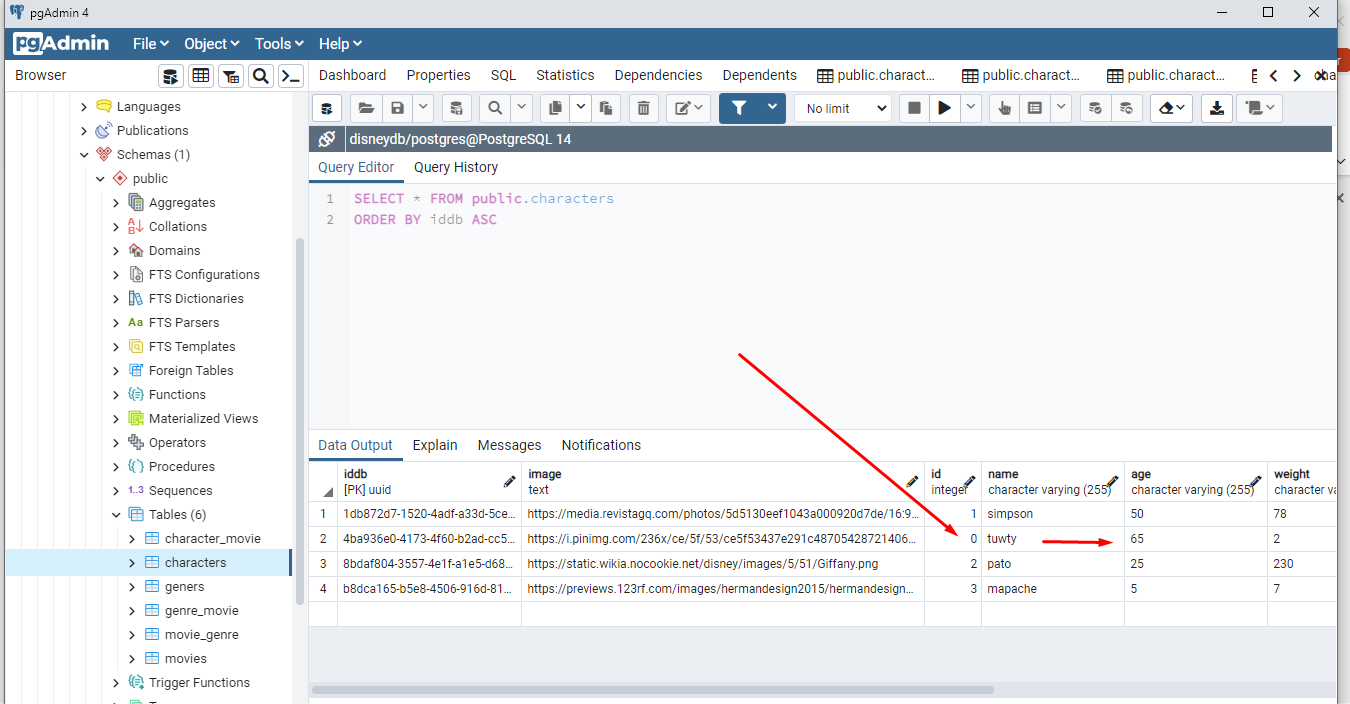 pgAdmin 4
pgAdmin File Object Tools Help
Browser
Dashboard Properties SQL Statistics Dependencies Dependents public.charact... public.charact... public.charact...
Languages
Publications
Schemas (1)
public
Aggregates
Collations
Domains
FTS Configurations
FTS Dictionaries
FTS Parsers
FTS Templates
Foreign Tables
Functions
Materialized Views
Operators
Procedures
Sequences
Tables (6)
character_movie
characters
geners
genre_movie
movie_genre
movies
Trigger Functions
No limit
disneydb/postgres@PostgreSQL 14
Query Editor Query History
1 SELECT * FROM public.characters
2 ORDER BY iddb ASC
Data Output Explain Messages Notifications
iddb image id name age weight
[PK] uuid text integer character varying (255) character varying (255) character va
1 1db872d7-1520-4adf-a33d-5ce... https://media.revistagq.com/photos/5d5130eef1043a000920d7de/16:9... 1 simpson 50 78
2 4ba936e0-4173-4f60-b2ad-cc5... https://i.pinimg.com/236x/ce/5f/53/ce5f53437e291c48705428721406... 0 tuwty 65 2
3 8bdaf804-3557-4e1f-a1e5-d68... https://static.wikia.nocookie.net/disney/images/5/51/Giffany.png 2 pato 25 230
4 b8dca165-b5e8-4506-916d-81... https://previews.123rf.com/images/hermandesign2015/hermandesign... 3 mapache 5 7